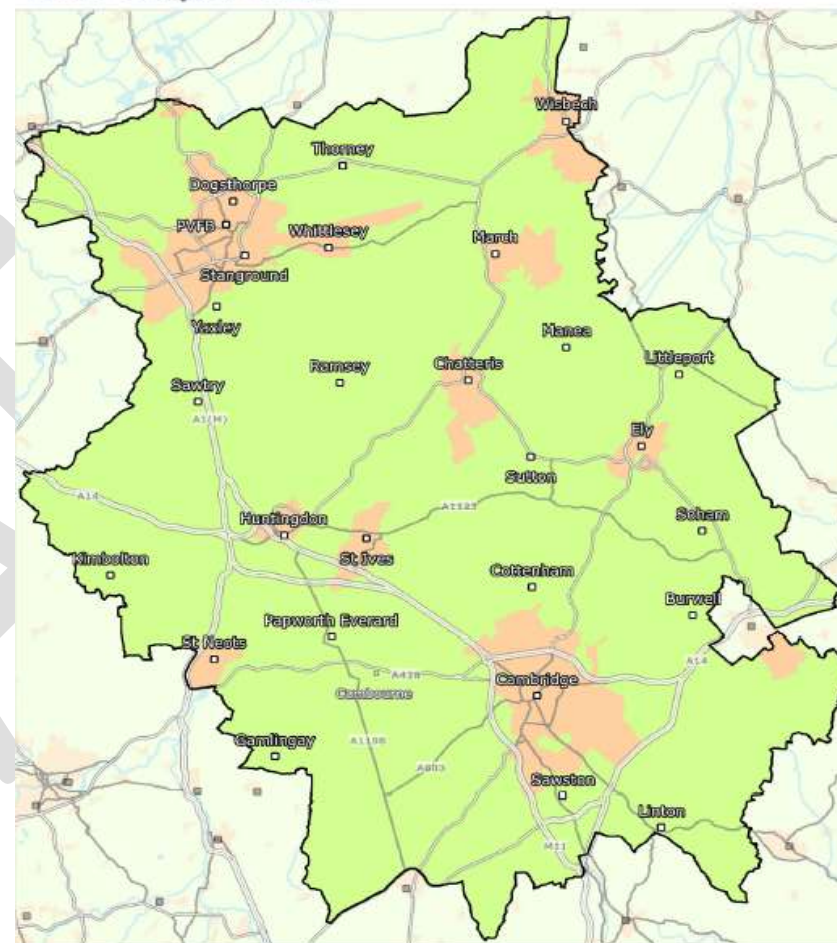 Wisbech
Thorney
Dogsthorpe
PVFB
Whittlesey
March
Stanground
Yaxley
Manea
Littleport
Ramsey
Chatteris
Sawtry
A1(M)
Ely
Sutton
A14
A1123
Huntingdon
Soham
St Ives
Kimbolton
Cottenham
Burwell
Papworth Everard
St Neots
A14
A428
Cambourne
Cambridge
A1198
Gamlingay
A603
Sawston
Linton
M11